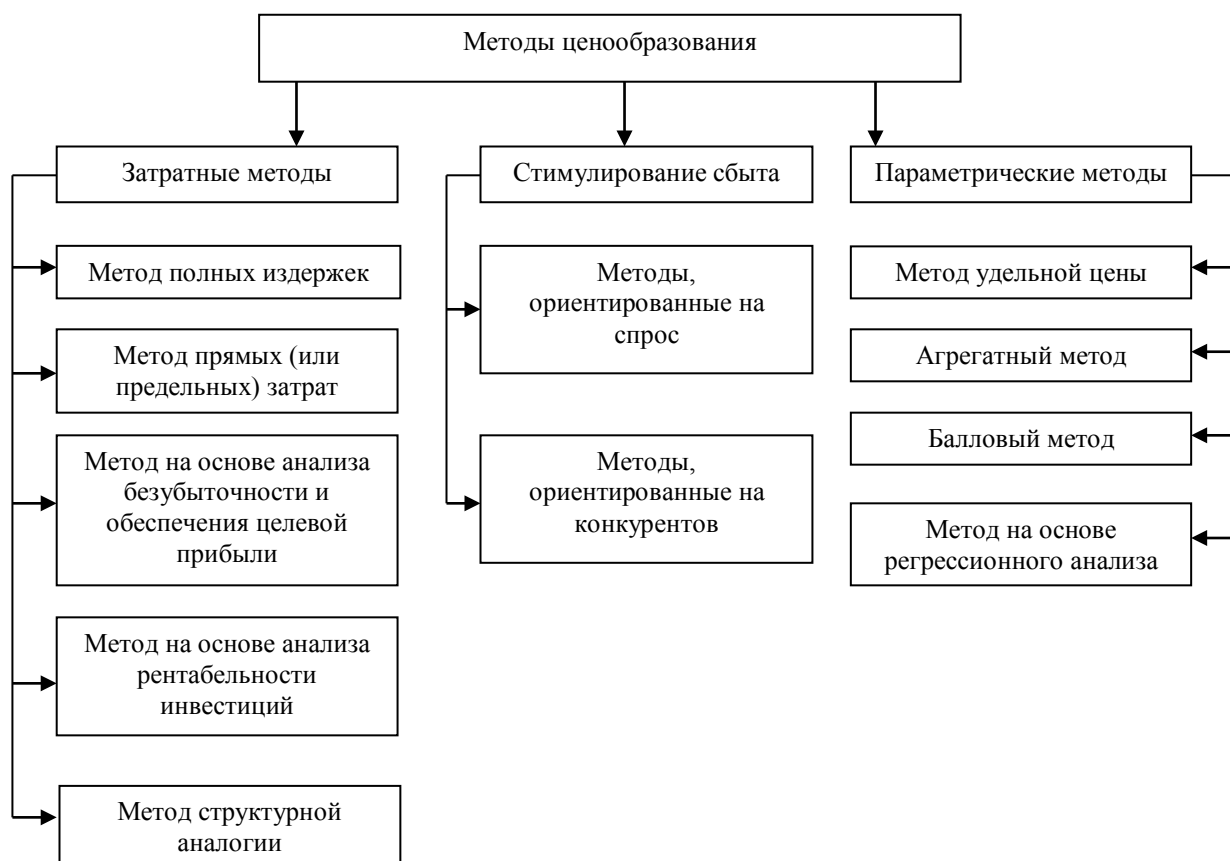 Методы ценообразования
Затратные методы
Стимулирование сбыта
Параметрические методы
Метод полных издержек
Метод прямых (или
предельных) затрат
Метод на основе анализа
безубыточности и
обеспечения целевой
прибыли
Метод на основе анализа
рентабельности
инвестиций
Метод структурной
аналогии
Методы,
ориентированные на
спрос
Методы,
ориентированные на
конкурентов
Метод удельной цены
Агрегатный метод
Балловый метод
Метод на основе
регрессионного анализа